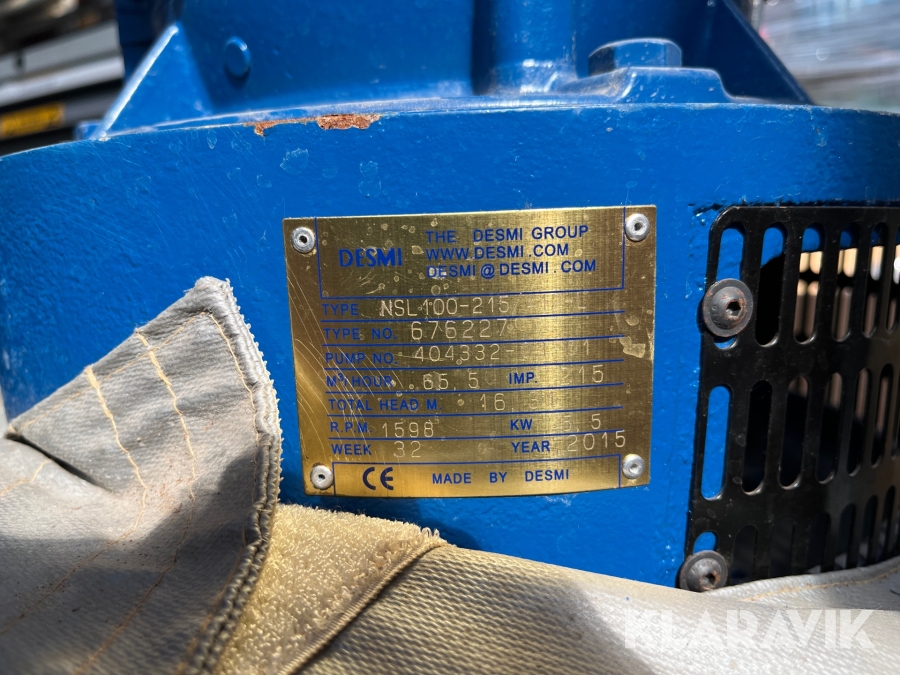 DESMI
THE DESMI GROUP
WWW.DESMI.COM
DESMI@DESMI.COM
TYPE NSL100-215
TYPE NO. 676227
PUMP NO. 404332-
M³/HOUR 65,5 IMP. 215
TOTAL HEAD M. 16
R.P.M. 1598 KW 5,5
WEEK 32 YEAR 2015
CE MADE BY DESMI
KLARAVIK